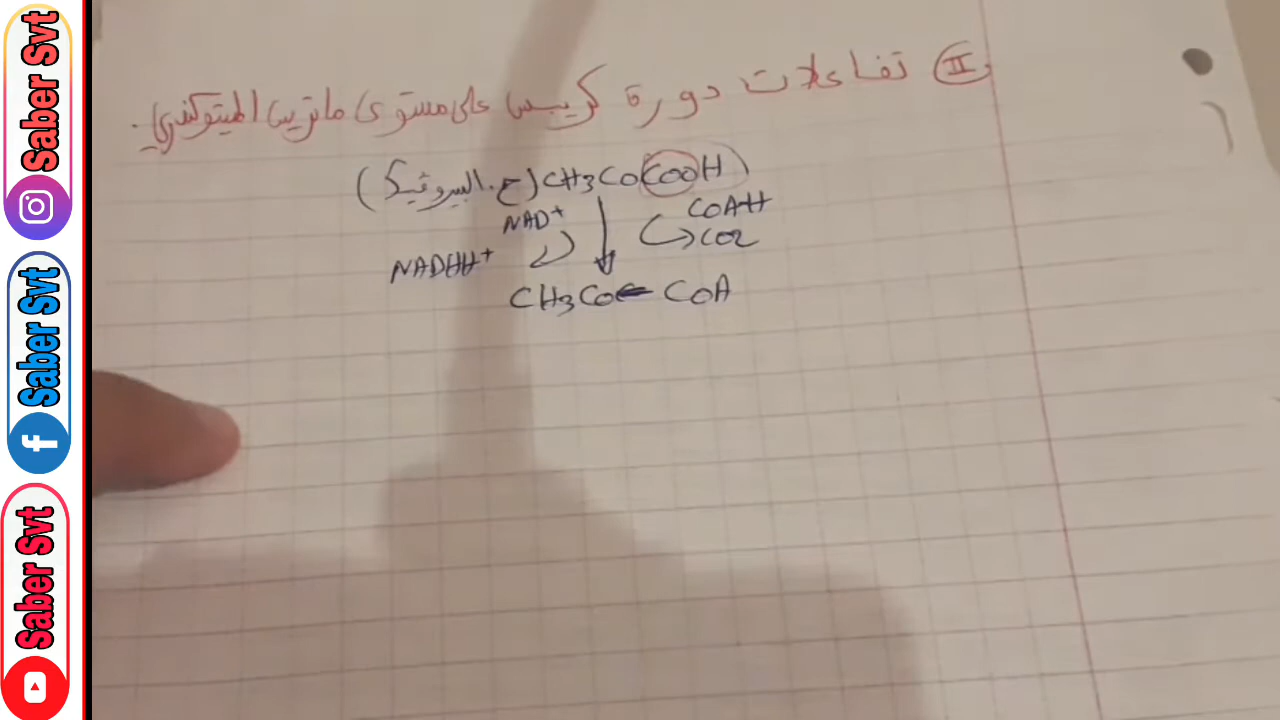 II تفاعلات دورة كريبس على مستوى ماتريس الميتوكندري.
(ح. البيروفيك) CH3COCOOH
NAD+ COAH
NADHH+ CO2
CH3CO CoA
Saber Svt
Saber Svt
Saber Svt